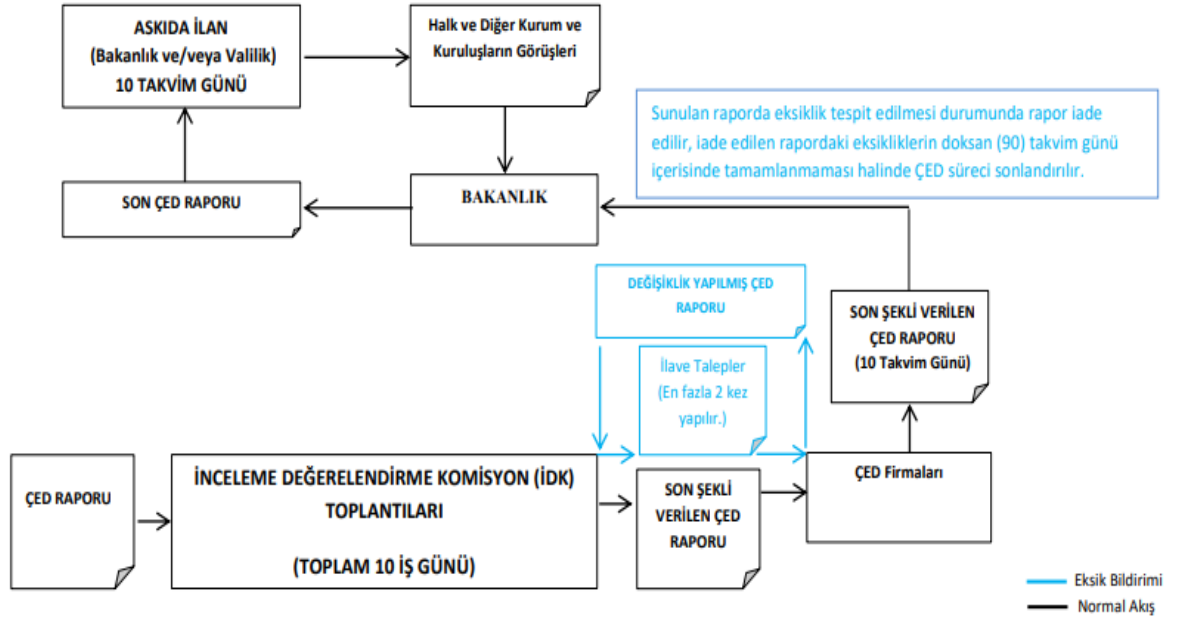 ASKIDA İLAN
(Bakanlık ve/veya Valilik)
10 TAKVİM GÜNÜ
Halk ve Diğer Kurum ve
Kuruluşların Görüşleri
Sunulan raporda eksiklik tespit edilmesi durumunda rapor iade
edilir, iade edilen rapordaki eksikliklerin doksan (90) takvim günü
içerisinde tamamlanmaması halinde ÇED süreci sonlandırılır.
SON ÇED RAPORU
BAKANLIK
DEĞİŞİKLİK YAPILMIŞ ÇED
RAPORU
SON ŞEKLİ VERİLEN
ÇED RAPORU
(10 Takvim Günü)
İlave Talepler
(En fazla 2 kez
yapılır.)
ÇED RAPORU
İNCELEME DEĞERELENDİRME KOMİSYON (İDK)
TOPLANTILARI
(TOPLAM 10 İŞ GÜNÜ)
SON ŞEKLİ
VERİLEN ÇED
RAPORU
ÇED Firmaları
Eksik Bildirimi
Normal Akış